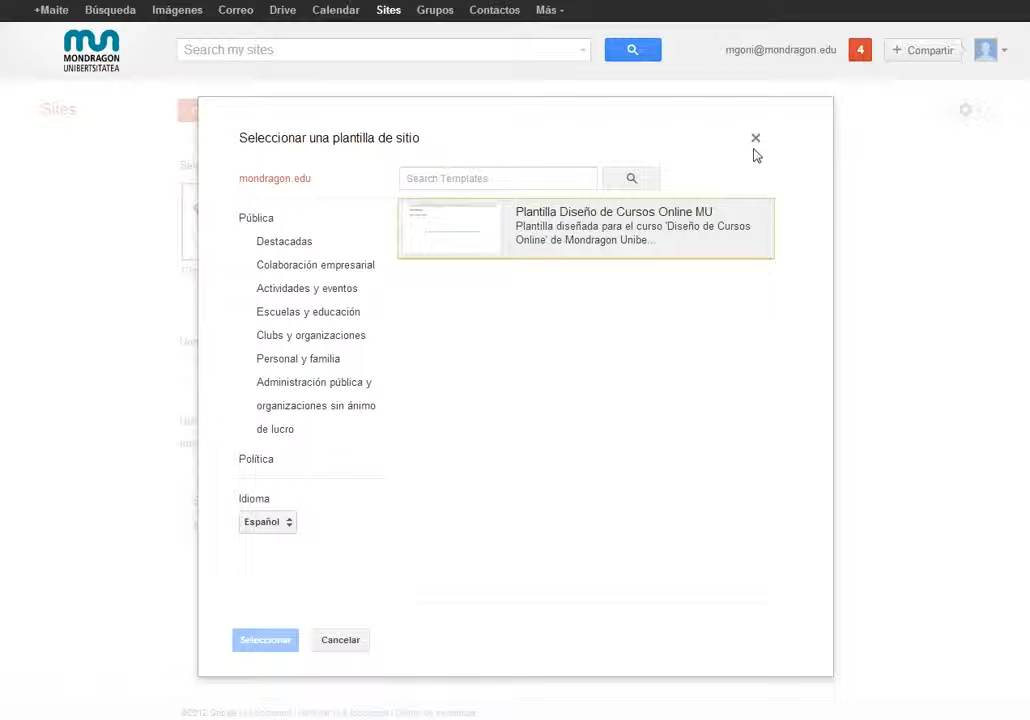 +Maite Búsqueda Imágenes Correo Drive Calendar Sites Grupos Contactos Más
MONDRAGON
UNIBERTSITATEA
Search my sites
mgoni@mondragon.edu
4
+ Compartir
Sites
Seleccionar una plantilla de sitio
mondragon.edu
Search Templates
Plantilla Diseño de Cursos Online MU
Plantilla diseñada para el curso 'Diseño de Cursos
Online' de Mondragon Unibe...
Pública
Destacadas
Colaboración empresarial
Actividades y eventos
Escuelas y educación
Clubs y organizaciones
Personal y familia
Administración pública y
organizaciones sin ánimo
de lucro
Política
Idioma
Español
Seleccionar
Cancelar